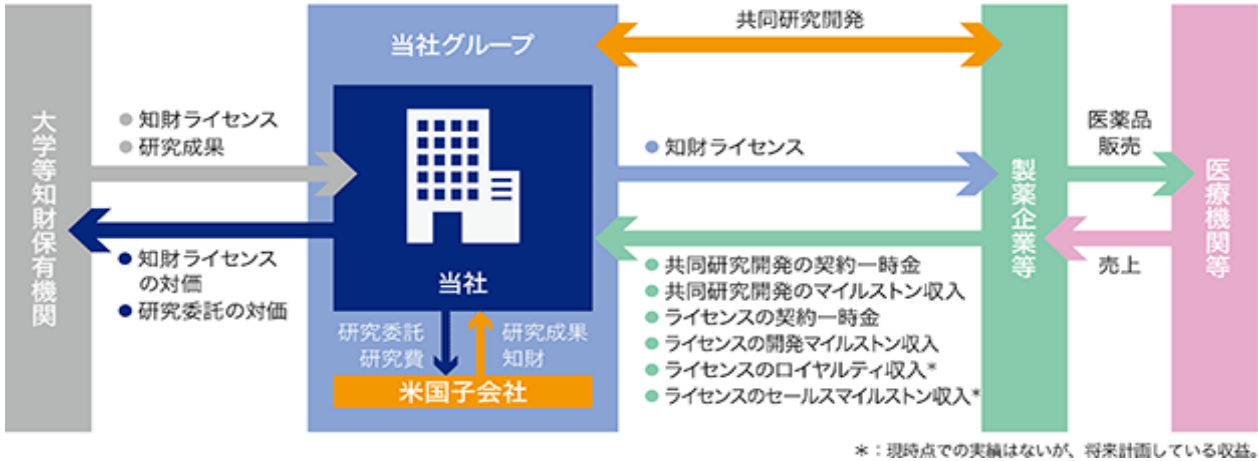 共同研究開発
当社グループ
大学等知財保有機関
● 知財ライセンス
● 研究成果
● 知財ライセンス
医薬品
販売
製薬企業等
医療機関等
● 知財ライセンス
の対価
● 研究委託の対価
当社
● 共同研究開発の契約一時金
● 共同研究開発のマイルストン収入
● ライセンスの契約一時金
● ライセンスの開発マイルストン収入
● ライセンスのロイヤルティ収入*
● ライセンスのセールスマイルストン収入*
売上
研究委託
研究費
研究成果
知財
米国子会社
*：現時点での実績はないが、将来計画している収益。